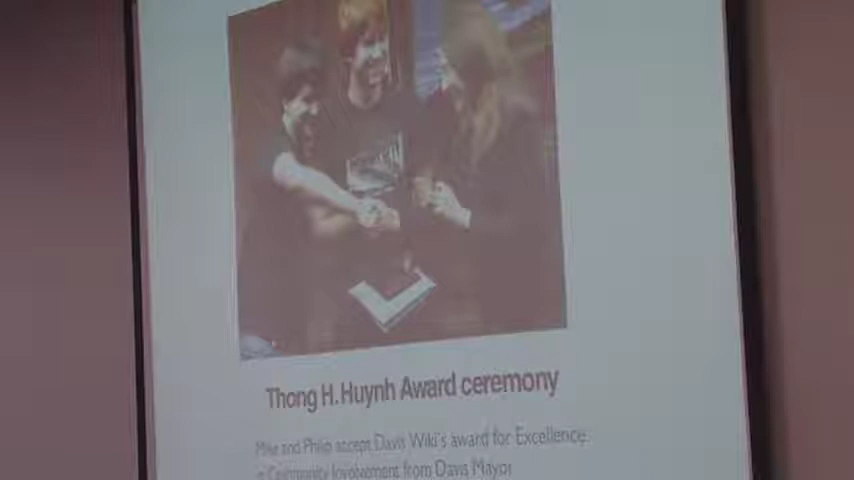 Thong H. Huynh Award ceremony
Mike and Philip accept Davis Wiki's award for Excellence
in Community Involvement from Davis Mayor